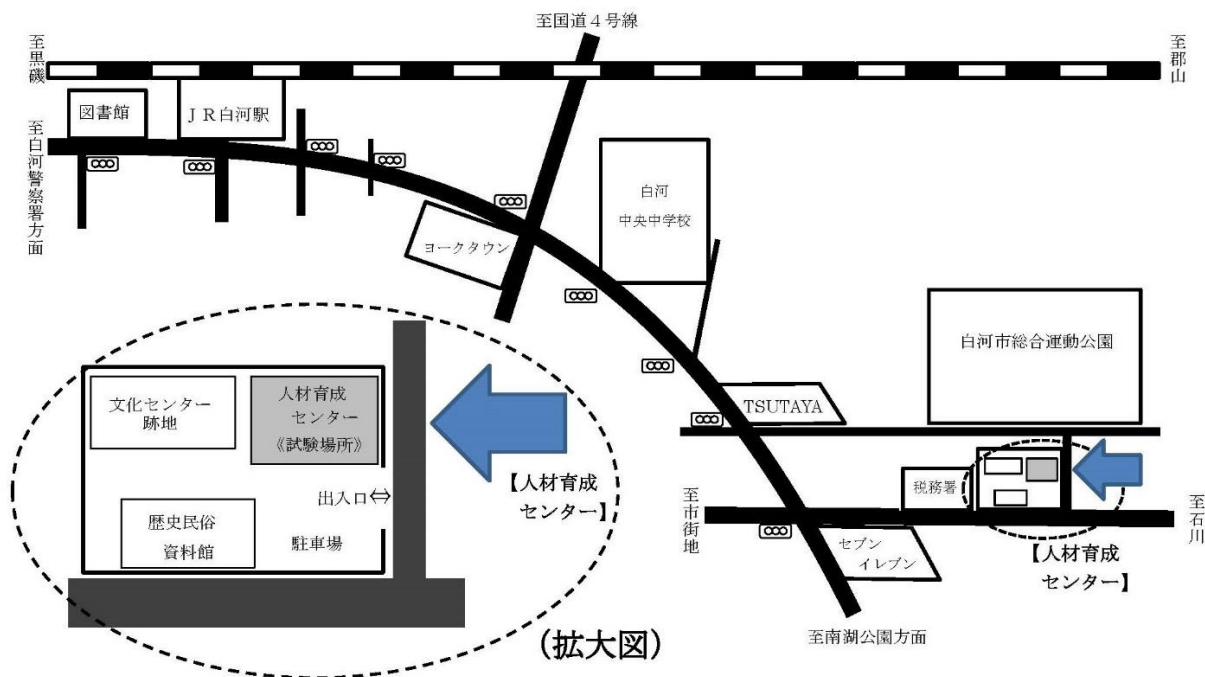 至国道４号線
至黒磯
至郡山
図書館
ＪＲ白河駅
至白河警察署方面
白河
中央中学校
ヨークタウン
白河市総合運動公園
TSUTAYA
文化センター
跡地
人材育成
センター
《試験場所》
【人材育成
センター】
出入口⇔
歴史民俗
資料館
駐車場
税務署
至市街地
至石川
セブン
イレブン
【人材育成
センター】
至南湖公園方面
（拡大図）